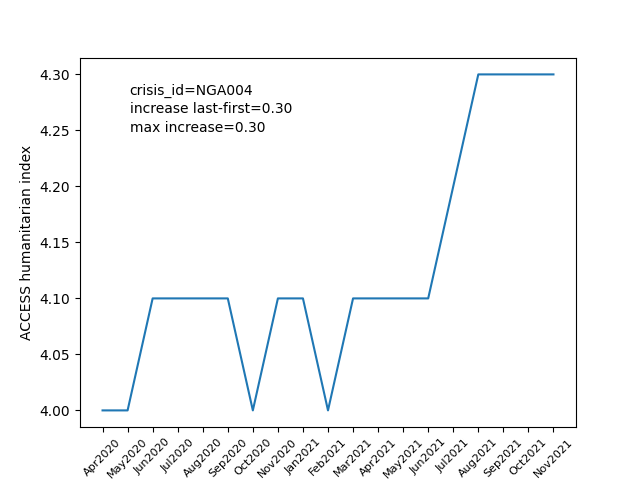 crisis_id=NGA004
increase last-first=0.30
max increase=0.30
ACCESS humanitarian index
4.30
4.25
4.20
4.15
4.10
4.05
4.00
Apr2020
May2020
Jun2020
Jul2020
Aug2020
Sep2020
Oct2020
Nov2020
Jan2021
Feb2021
Mar2021
Apr2021
May2021
Jun2021
Jul2021
Aug2021
Sep2021
Oct2021
Nov2021